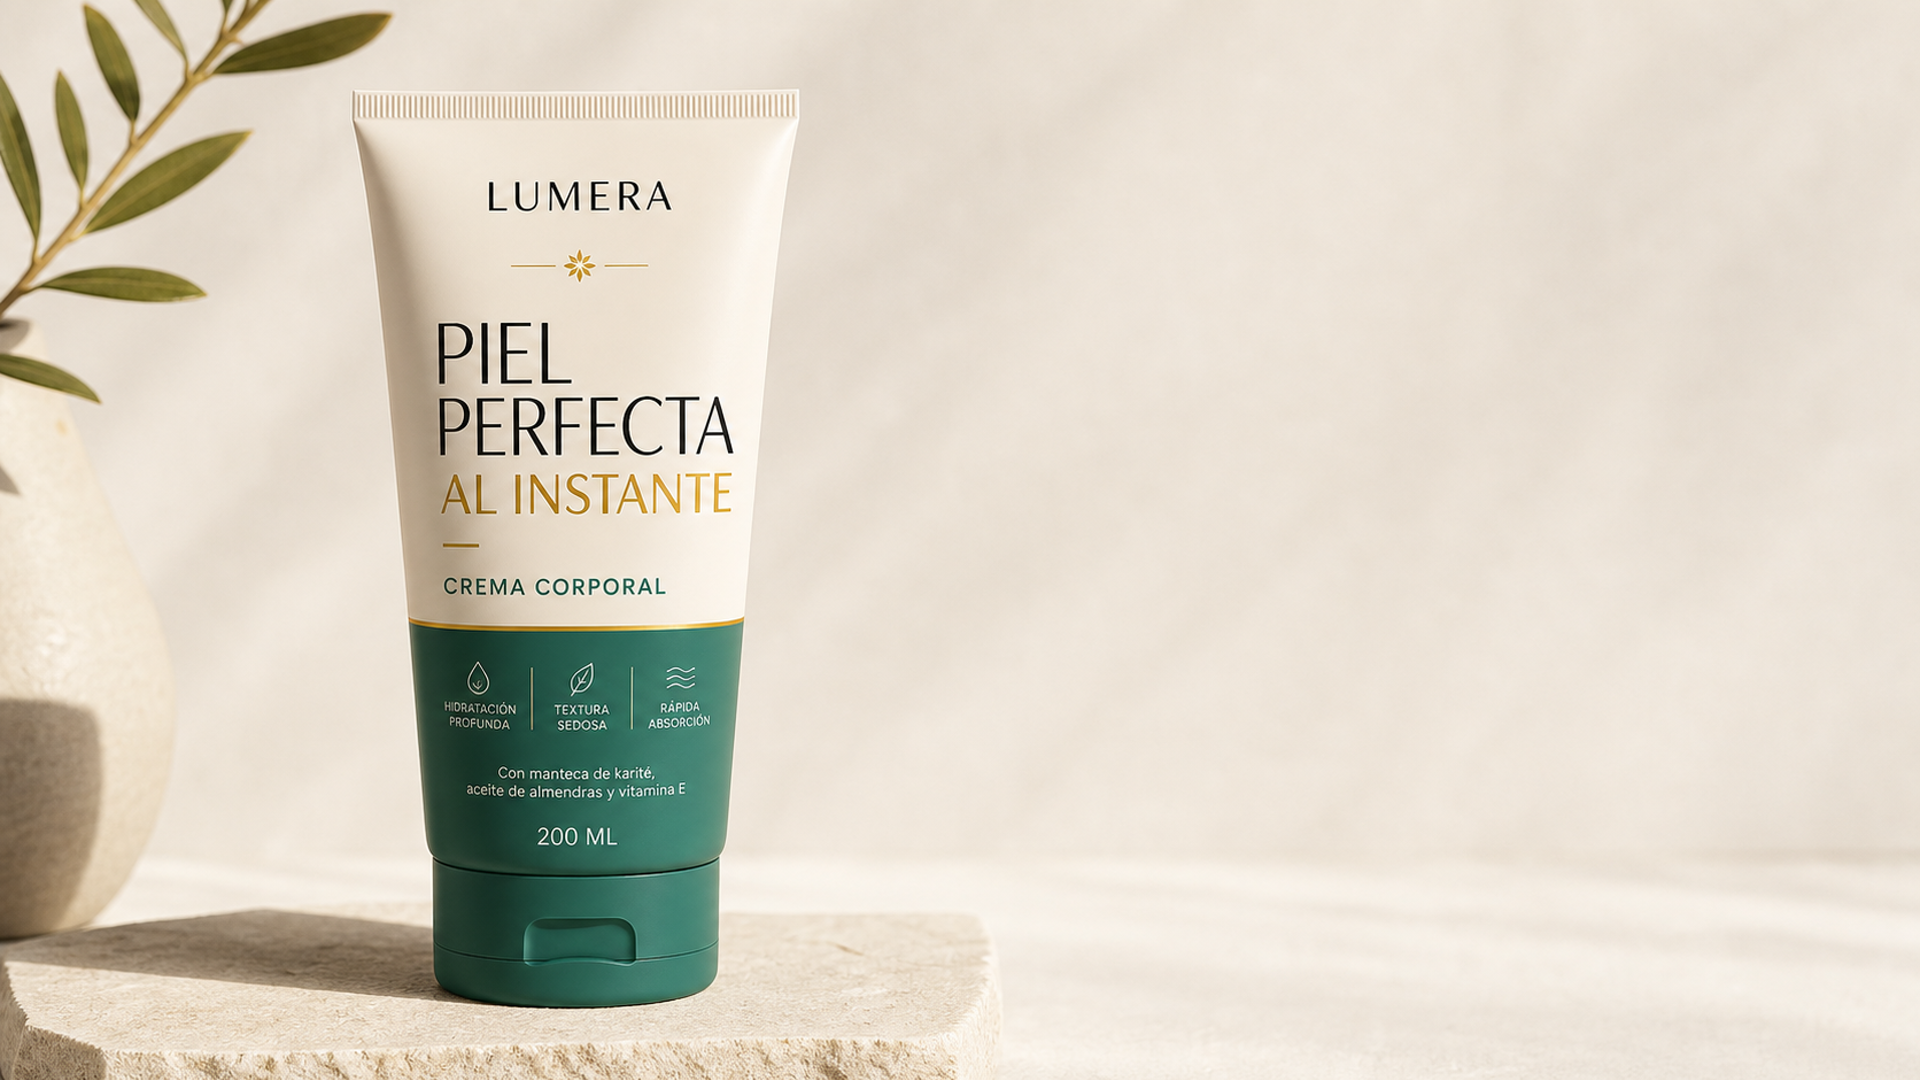 LUMERA
PIEL
PERFECTA
AL INSTANTE
CREMA CORPORAL
HIDRATACIÓN
PROFUNDA
TEXTURA
SEDOSA
RÁPIDA
ABSORCIÓN
Con manteca de karité,
aceite de almendras y vitamina E
200 ML